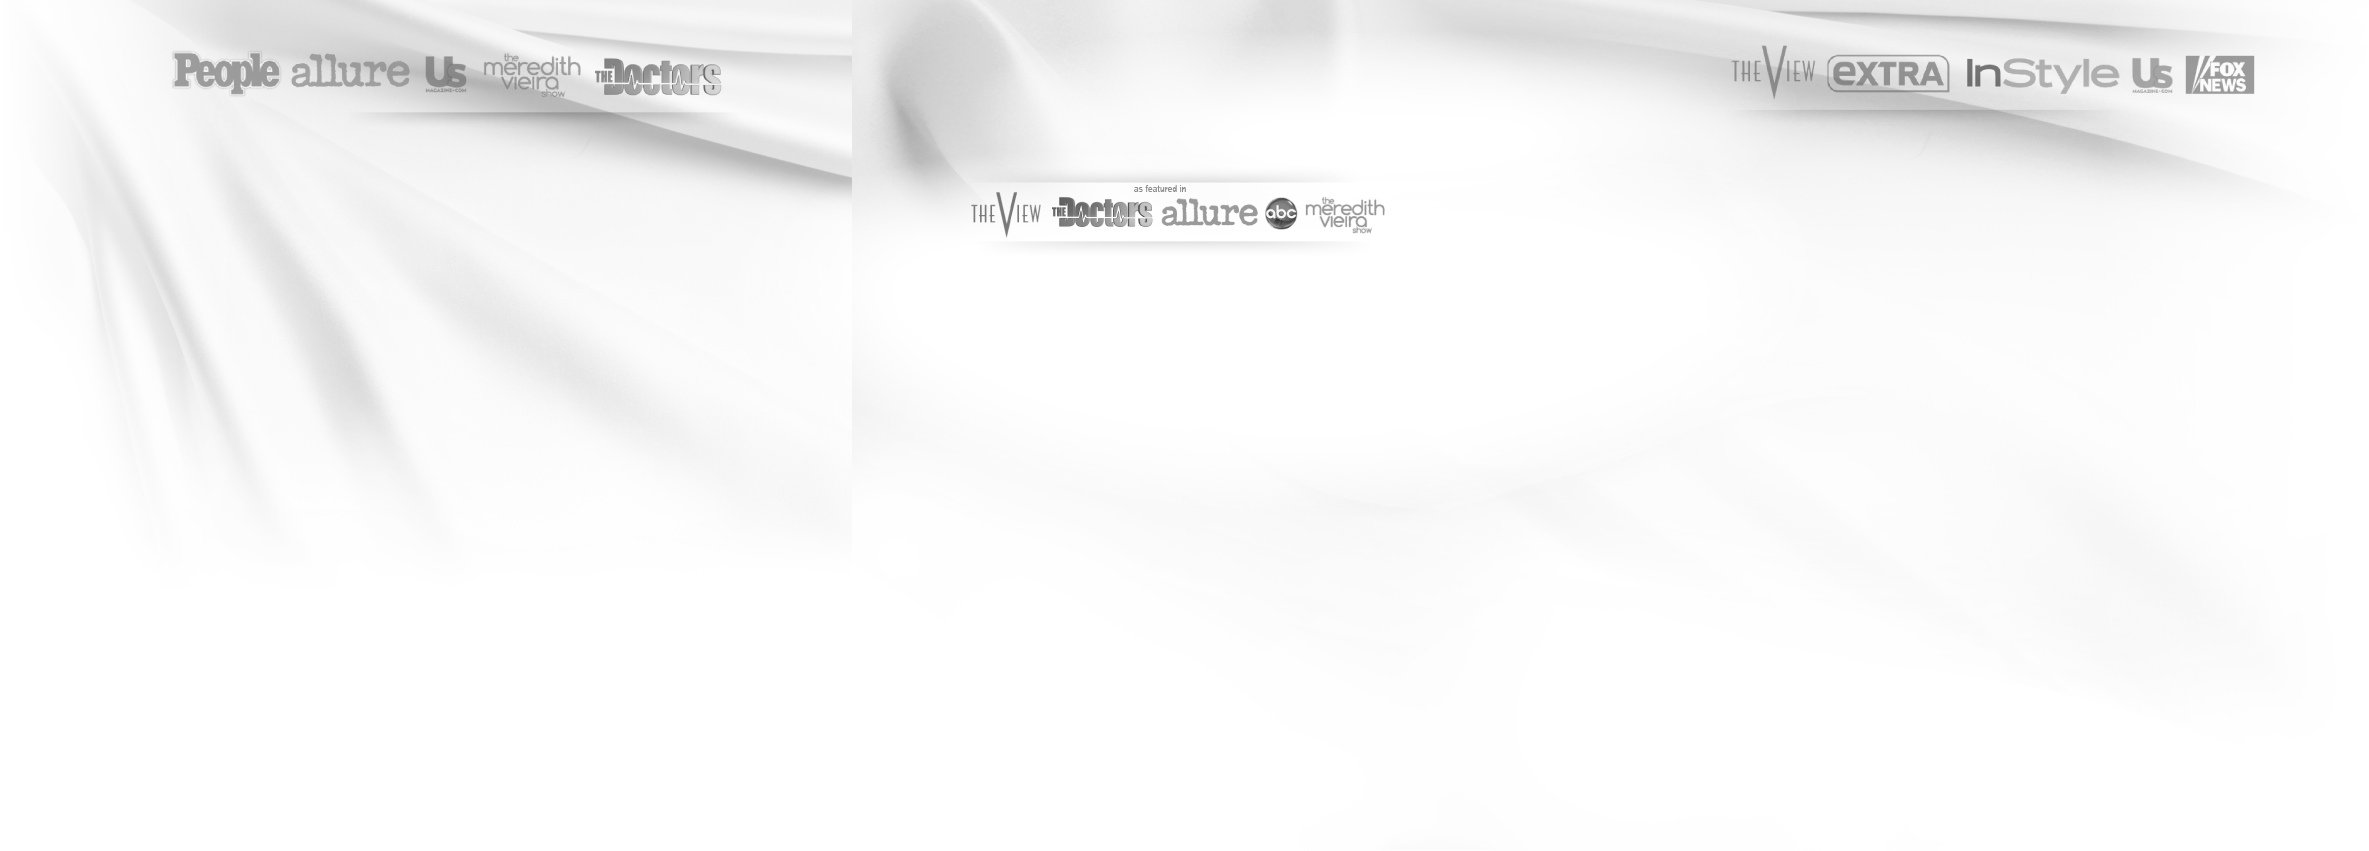 People allure Us MAGAZINE.COM the meredith vieira show THE Doctors
THE VIEW eXTRA InStyle Us MAGAZINE.COM FOX NEWS
as featured in
THE VIEW THE Doctors allure abc the meredith vieira show